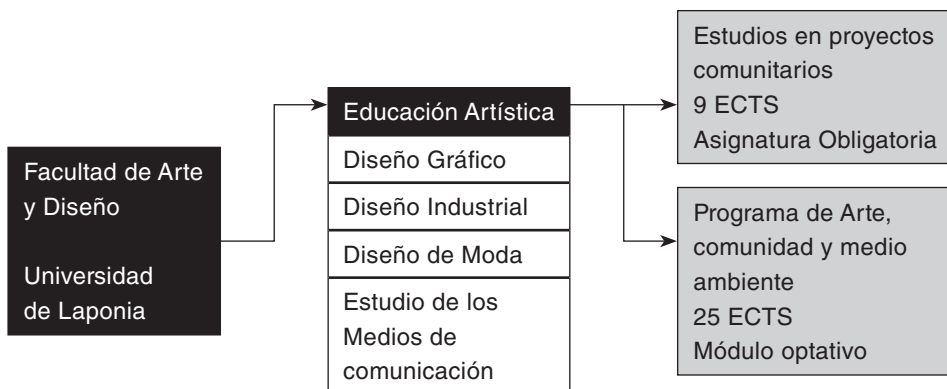 Facultad de Arte
y Diseño
Universidad
de Laponia
Educación Artística
Diseño Gráfico
Diseño Industrial
Diseño de Moda
Estudio de los
Medios de
comunicación
Estudios en proyectos
comunitarios
9 ECTS
Asignatura Obligatoria
Programa de Arte,
comunidad y medio
ambiente
25 ECTS
Módulo optativo